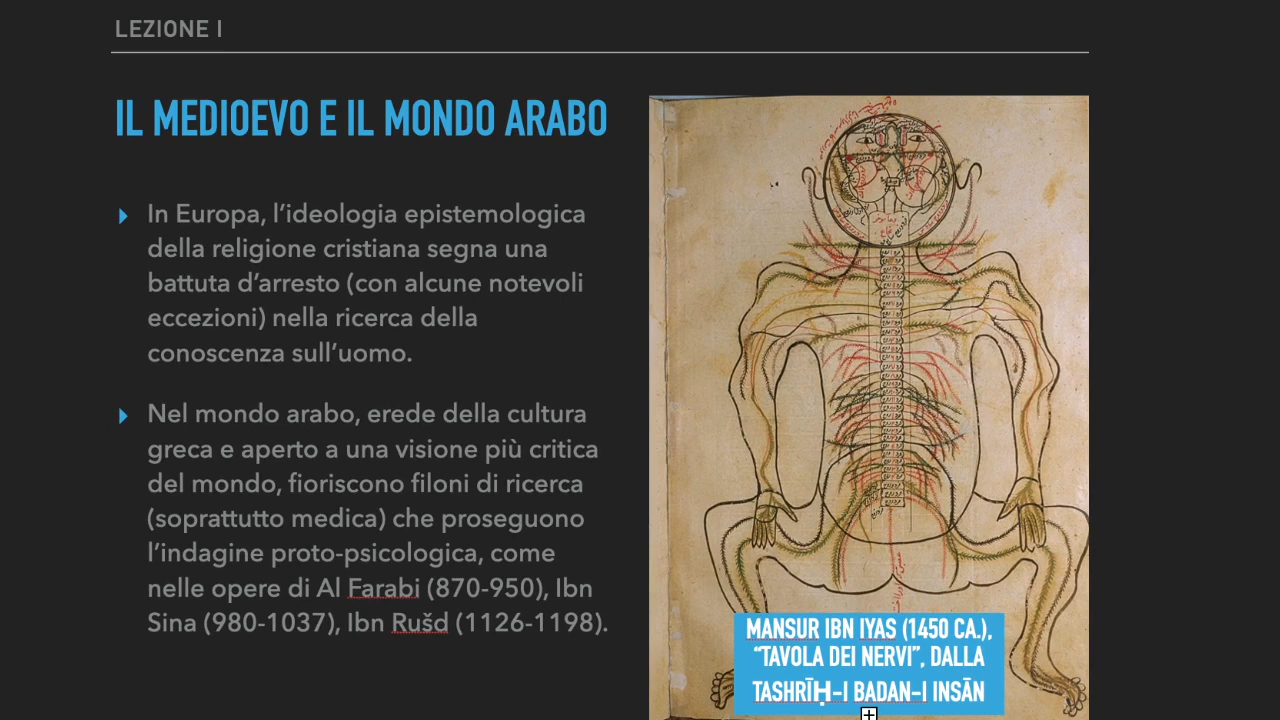 LEZIONE I
IL MEDIOEVO E IL MONDO ARABO
In Europa, l’ideologia epistemologica
della religione cristiana segna una
battuta d’arresto (con alcune notevoli
eccezioni) nella ricerca della
conoscenza sull’uomo.
Nel mondo arabo, erede della cultura
greca e aperto a una visione più critica
del mondo, fioriscono filoni di ricerca
(soprattutto medica) che proseguono
l’indagine proto-psicologica, come
nelle opere di Al Farabi (870-950), Ibn
Sina (980-1037), Ibn Rušd (1126-1198).
MANSUR IBN IYAS (1450 CA.),
“TAVOLA DEI NERVI”, DALLA
TASHRĪḤ-I BADAN-I INSĀN